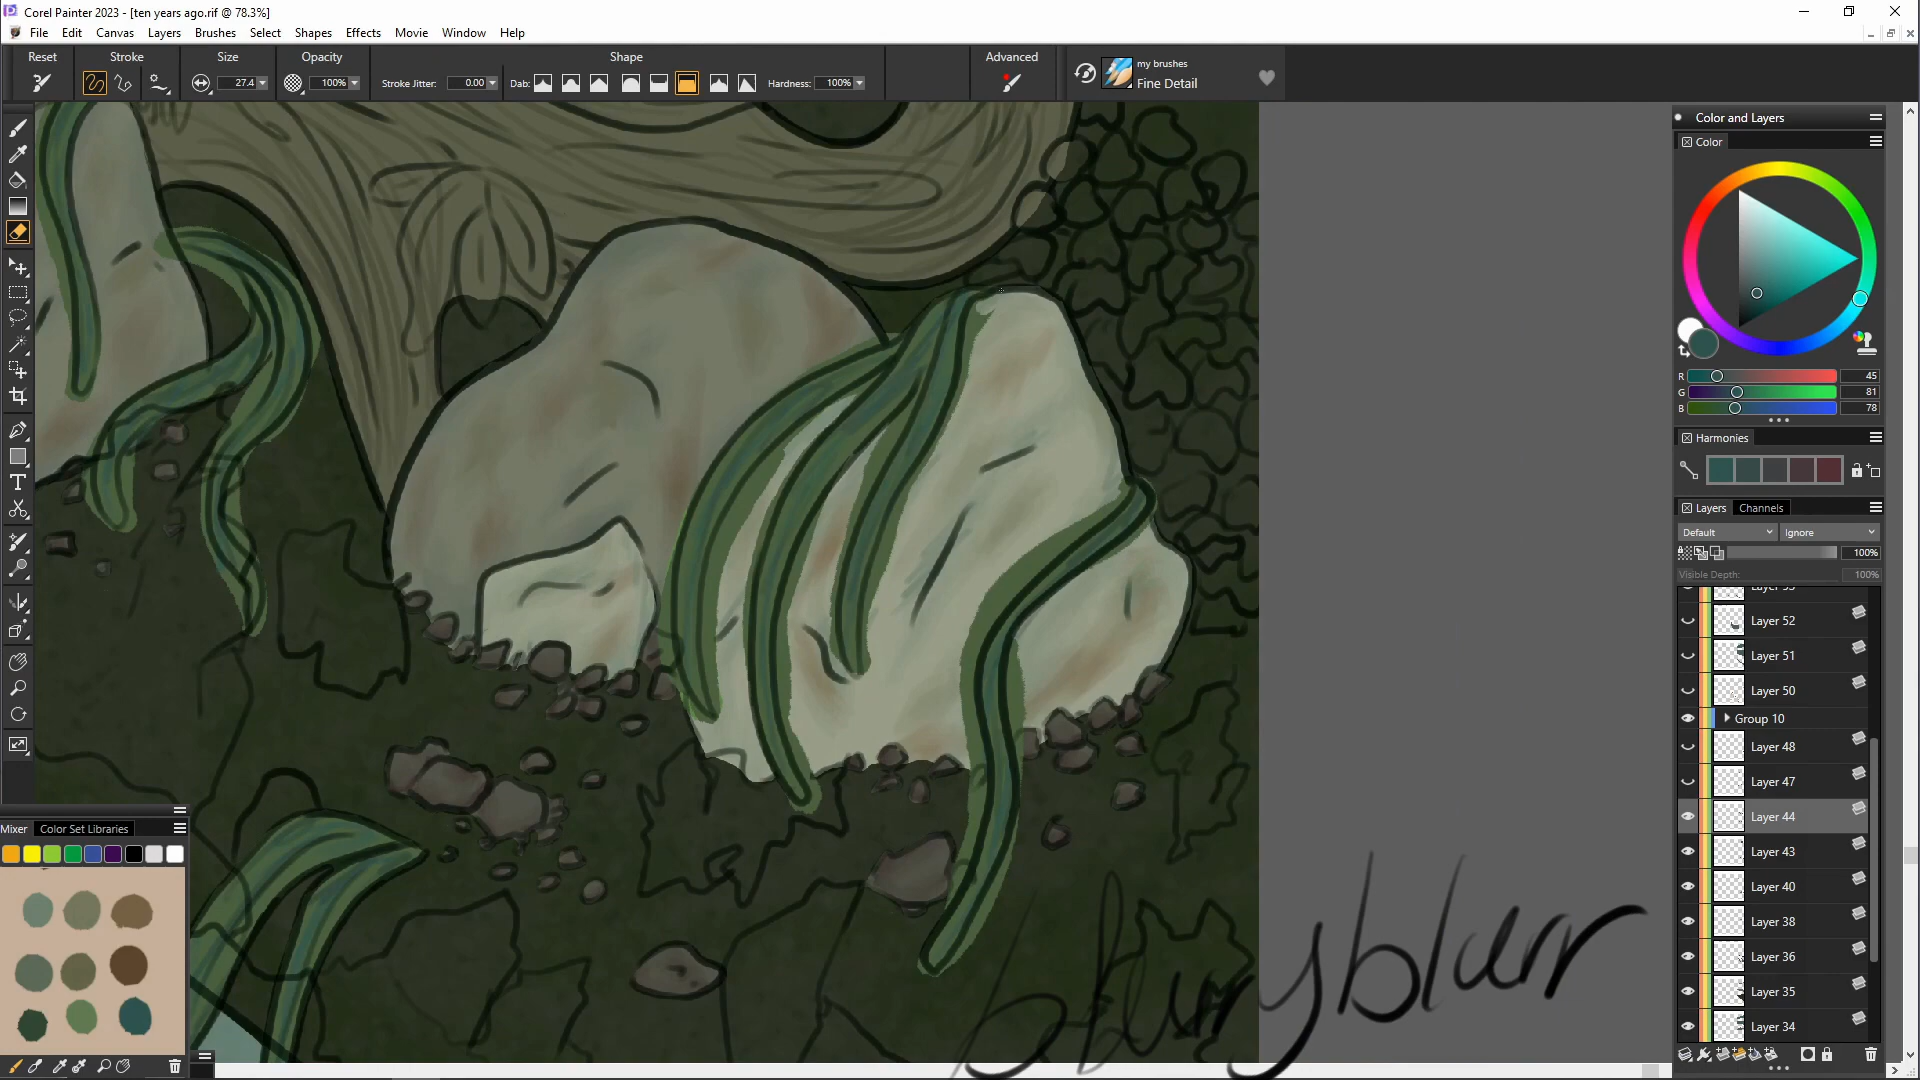 Corel Painter 2023 - [ten years ago.rif @ 78.3%]
File Edit Canvas Layers Brushes Select Shapes Effects Movie Window Help
Reset Stroke Size Opacity Shape Advanced
27.4 100% Stroke Jitter: 0.00 Dab: Hardness: 100%
my brushes
Fine Detail
Color and Layers
Color
R 45
G 81
B 78
Harmonies
Layers Channels
Default Ignore
100%
Visible Depth: 100%
Layer 53
Layer 52
Layer 51
Layer 50
Group 10
Layer 48
Layer 47
Layer 44
Layer 43
Layer 40
Layer 38
Layer 36
Layer 35
Layer 34
Mixer Color Set Libraries
blurryblurr